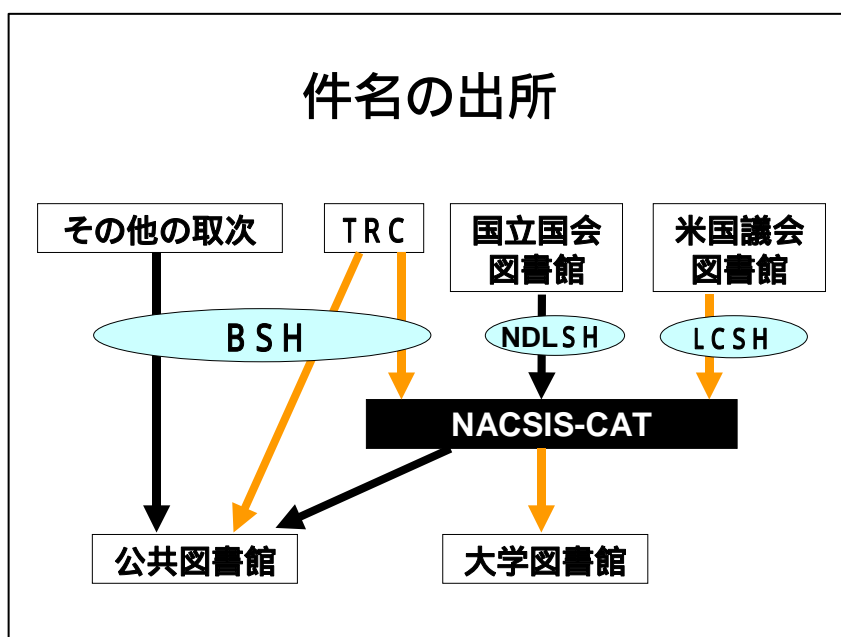 件名の出所
その他の取次
ＴＲＣ
国立国会
図書館
米国議会
図書館
ＢＳＨ
NDLＳＨ
ＬＣＳＨ
NACSIS-CAT
公共図書館
大学図書館